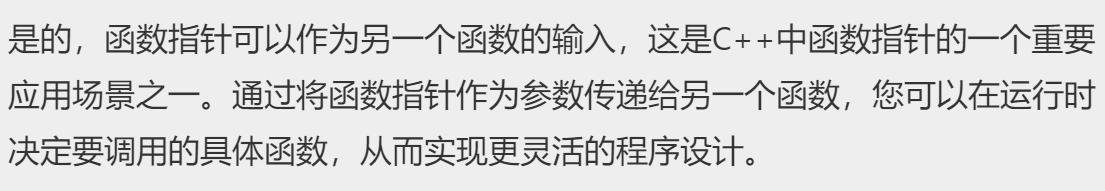 是的，函数指针可以作为另一个函数的输入，这是C++中函数指针的一个重要
应用场景之一。通过将函数指针作为参数传递给另一个函数，您可以在运行时
决定要调用的具体函数，从而实现更灵活的程序设计。